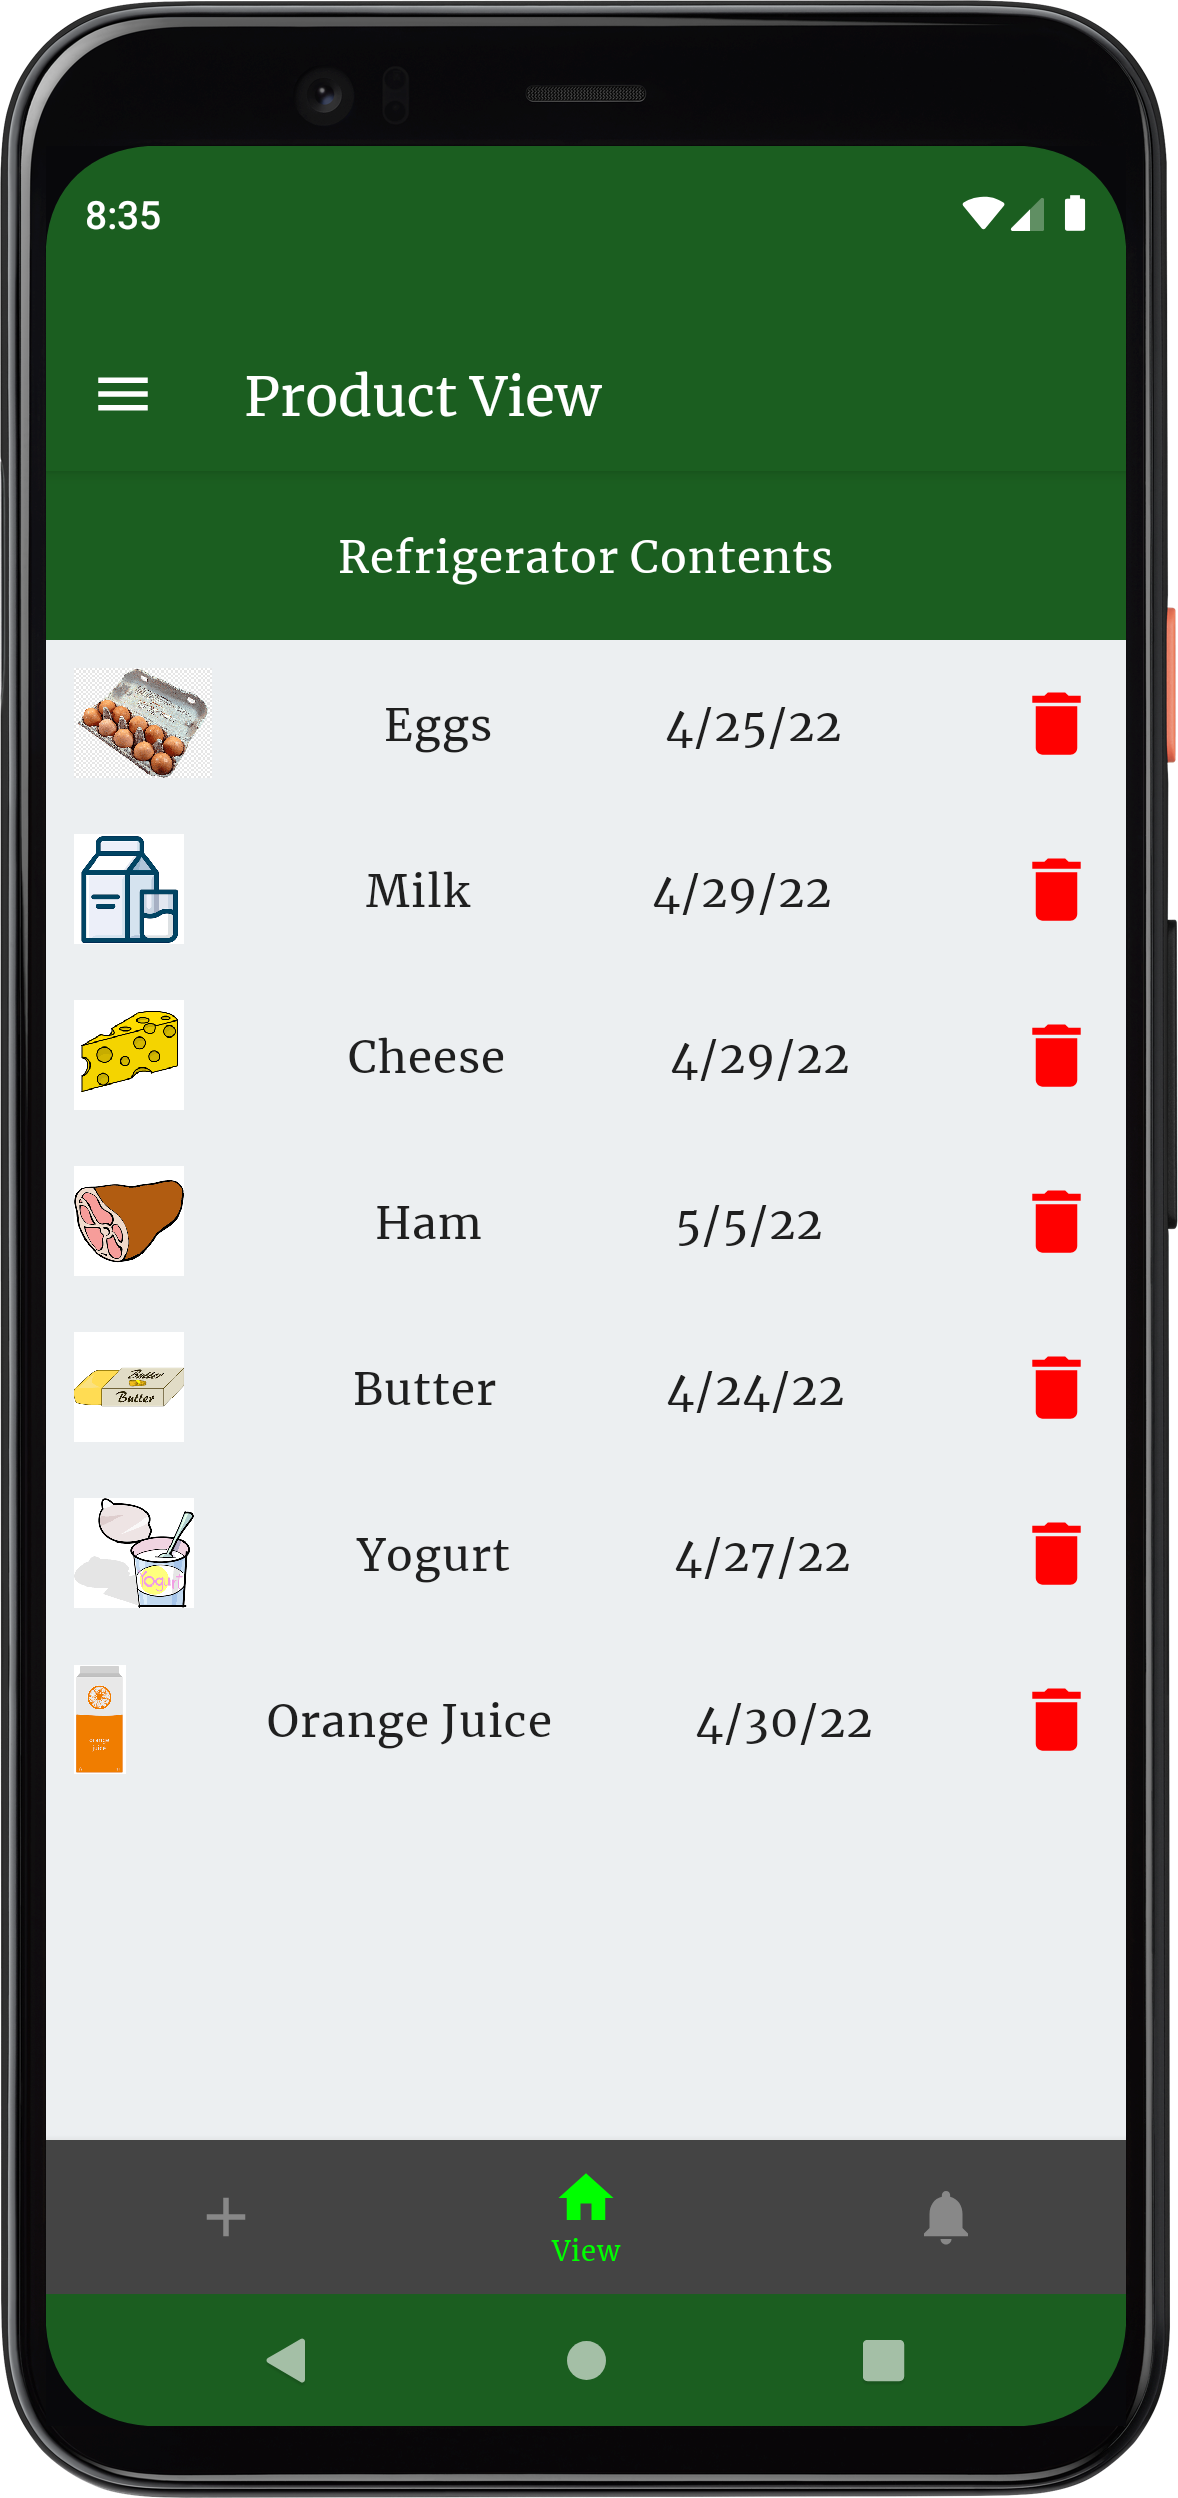 8:35
Product View
Refrigerator Contents
Eggs 4/25/22
Milk 4/29/22
Cheese 4/29/22
Ham 5/5/22
Butter
Butter
Butter 4/24/22
Yogurt
Yogurt 4/27/22
orange
juice
Orange Juice 4/30/22
View